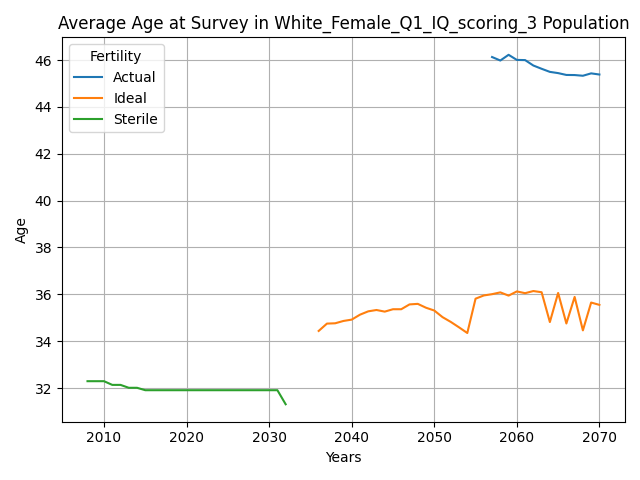 Average Age at Survey in White_Female_Q1_IQ_scoring_3 Population
Fertility
Actual
Ideal
Sterile
46
44
42
40
38
36
34
32
Age
2010
2020
2030
2040
2050
2060
2070
Years